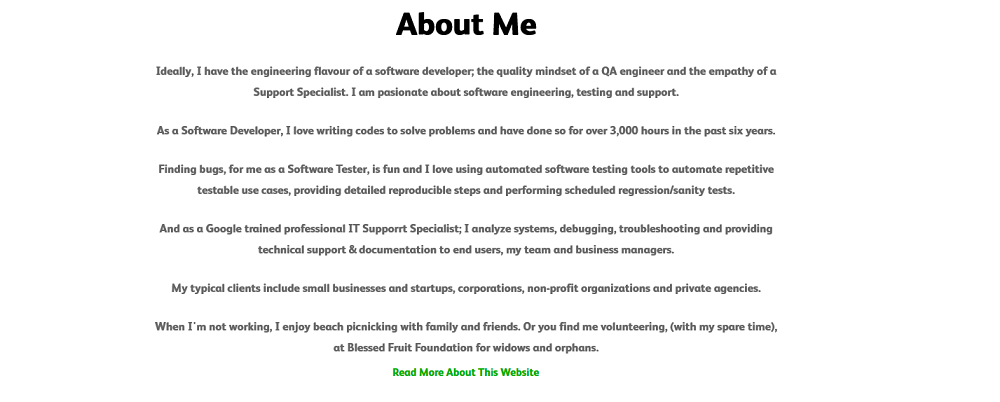 About Me
Ideally, I have the engineering flavour of a software developer; the quality mindset of a QA engineer and the empathy of a
Support Specialist. I am pasionate about software engineering, testing and support.
As a Software Developer, I love writing codes to solve problems and have done so for over 3,000 hours in the past six years.
Finding bugs, for me as a Software Tester, is fun and I love using automated software testing tools to automate repetitive
testable use cases, providing detailed reproducible steps and performing scheduled regression/sanity tests.
And as a Google trained professional IT Supporrt Specialist; I analyze systems, debugging, troubleshooting and providing
technical support & documentation to end users, my team and business managers.
My typical clients include small businesses and startups, corporations, non-profit organizations and private agencies.
When I'm not working, I enjoy beach picnicking with family and friends. Or you find me volunteering, (with my spare time),
at Blessed Fruit Foundation for widows and orphans.
Read More About This Website